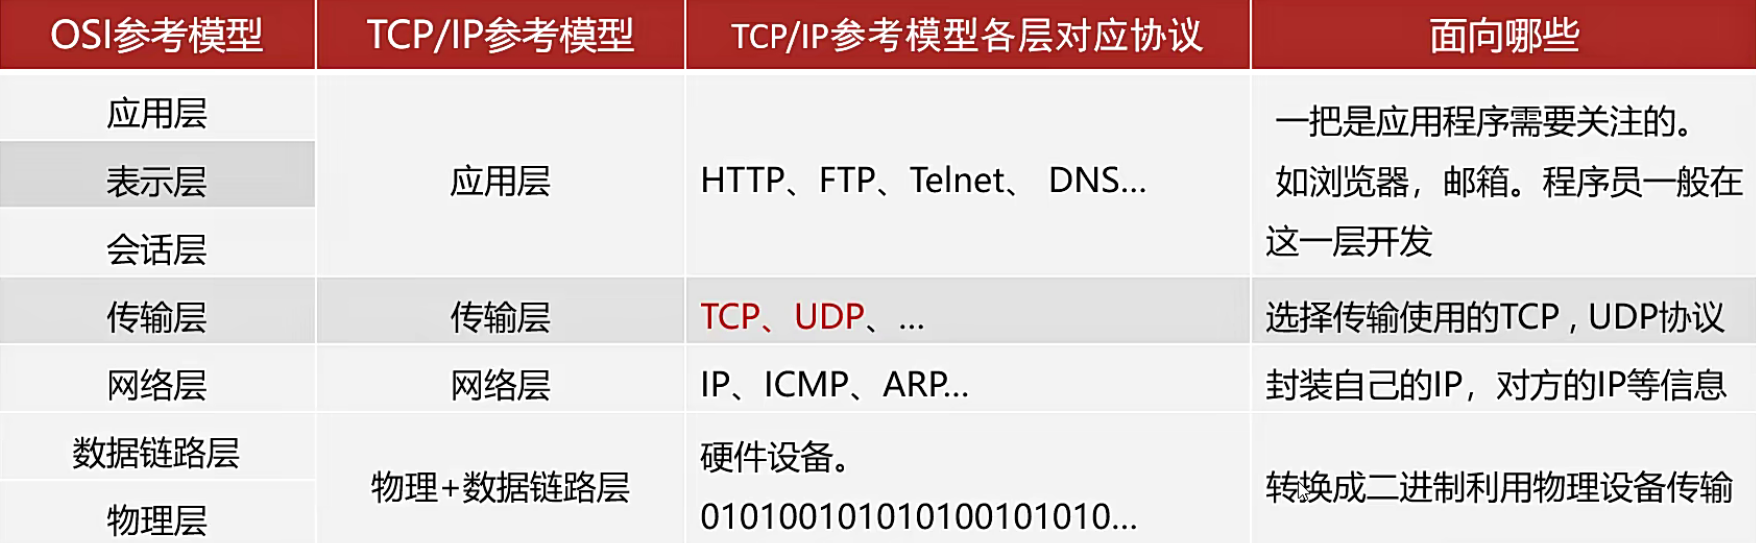 OSI参考模型
TCP/IP参考模型
TCP/IP参考模型各层对应协议
面向哪些
应用层
表示层
会话层
应用层
HTTP、FTP、Telnet、 DNS...
一把是应用程序需要关注的。
如浏览器，邮箱。程序员一般在
这一层开发
传输层
传输层
TCP、UDP、...
选择传输使用的TCP , UDP协议
网络层
网络层
IP、ICMP、ARP...
封装自己的IP，对方的IP等信息
数据链路层
物理层
物理+数据链路层
硬件设备。
010100101010100101010...
转换成二进制利用物理设备传输